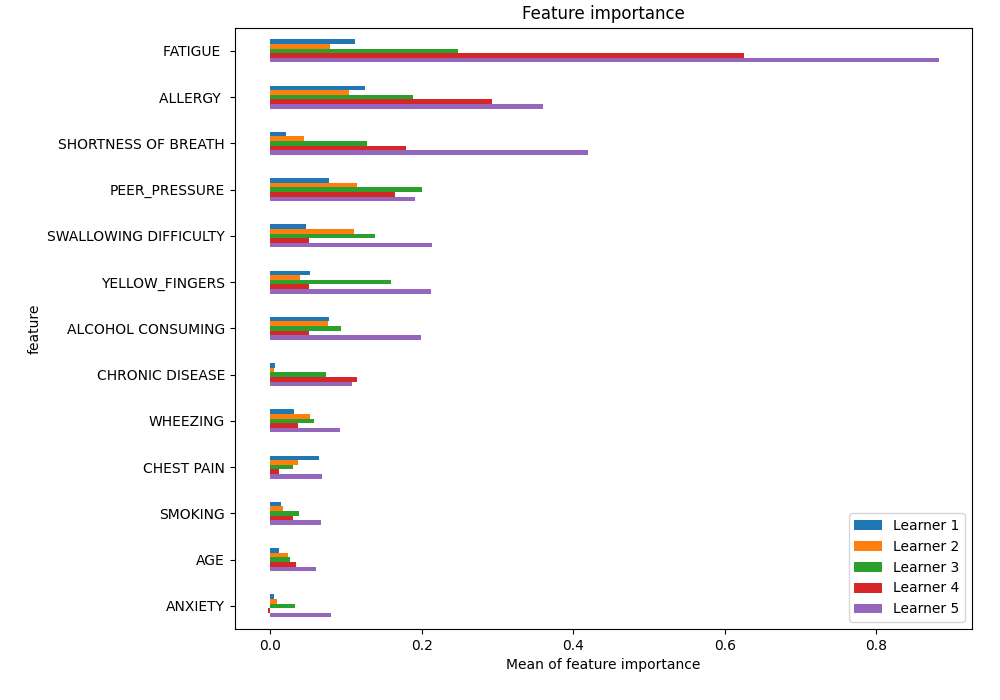 Feature importance
FATIGUE
ALLERGY
SHORTNESS OF BREATH
PEER_PRESSURE
SWALLOWING DIFFICULTY
YELLOW_FINGERS
ALCOHOL CONSUMING
CHRONIC DISEASE
WHEEZING
CHEST PAIN
SMOKING
AGE
ANXIETY
feature
Learner 1
Learner 2
Learner 3
Learner 4
Learner 5
0.0 0.2 0.4 0.6 0.8
Mean of feature importance